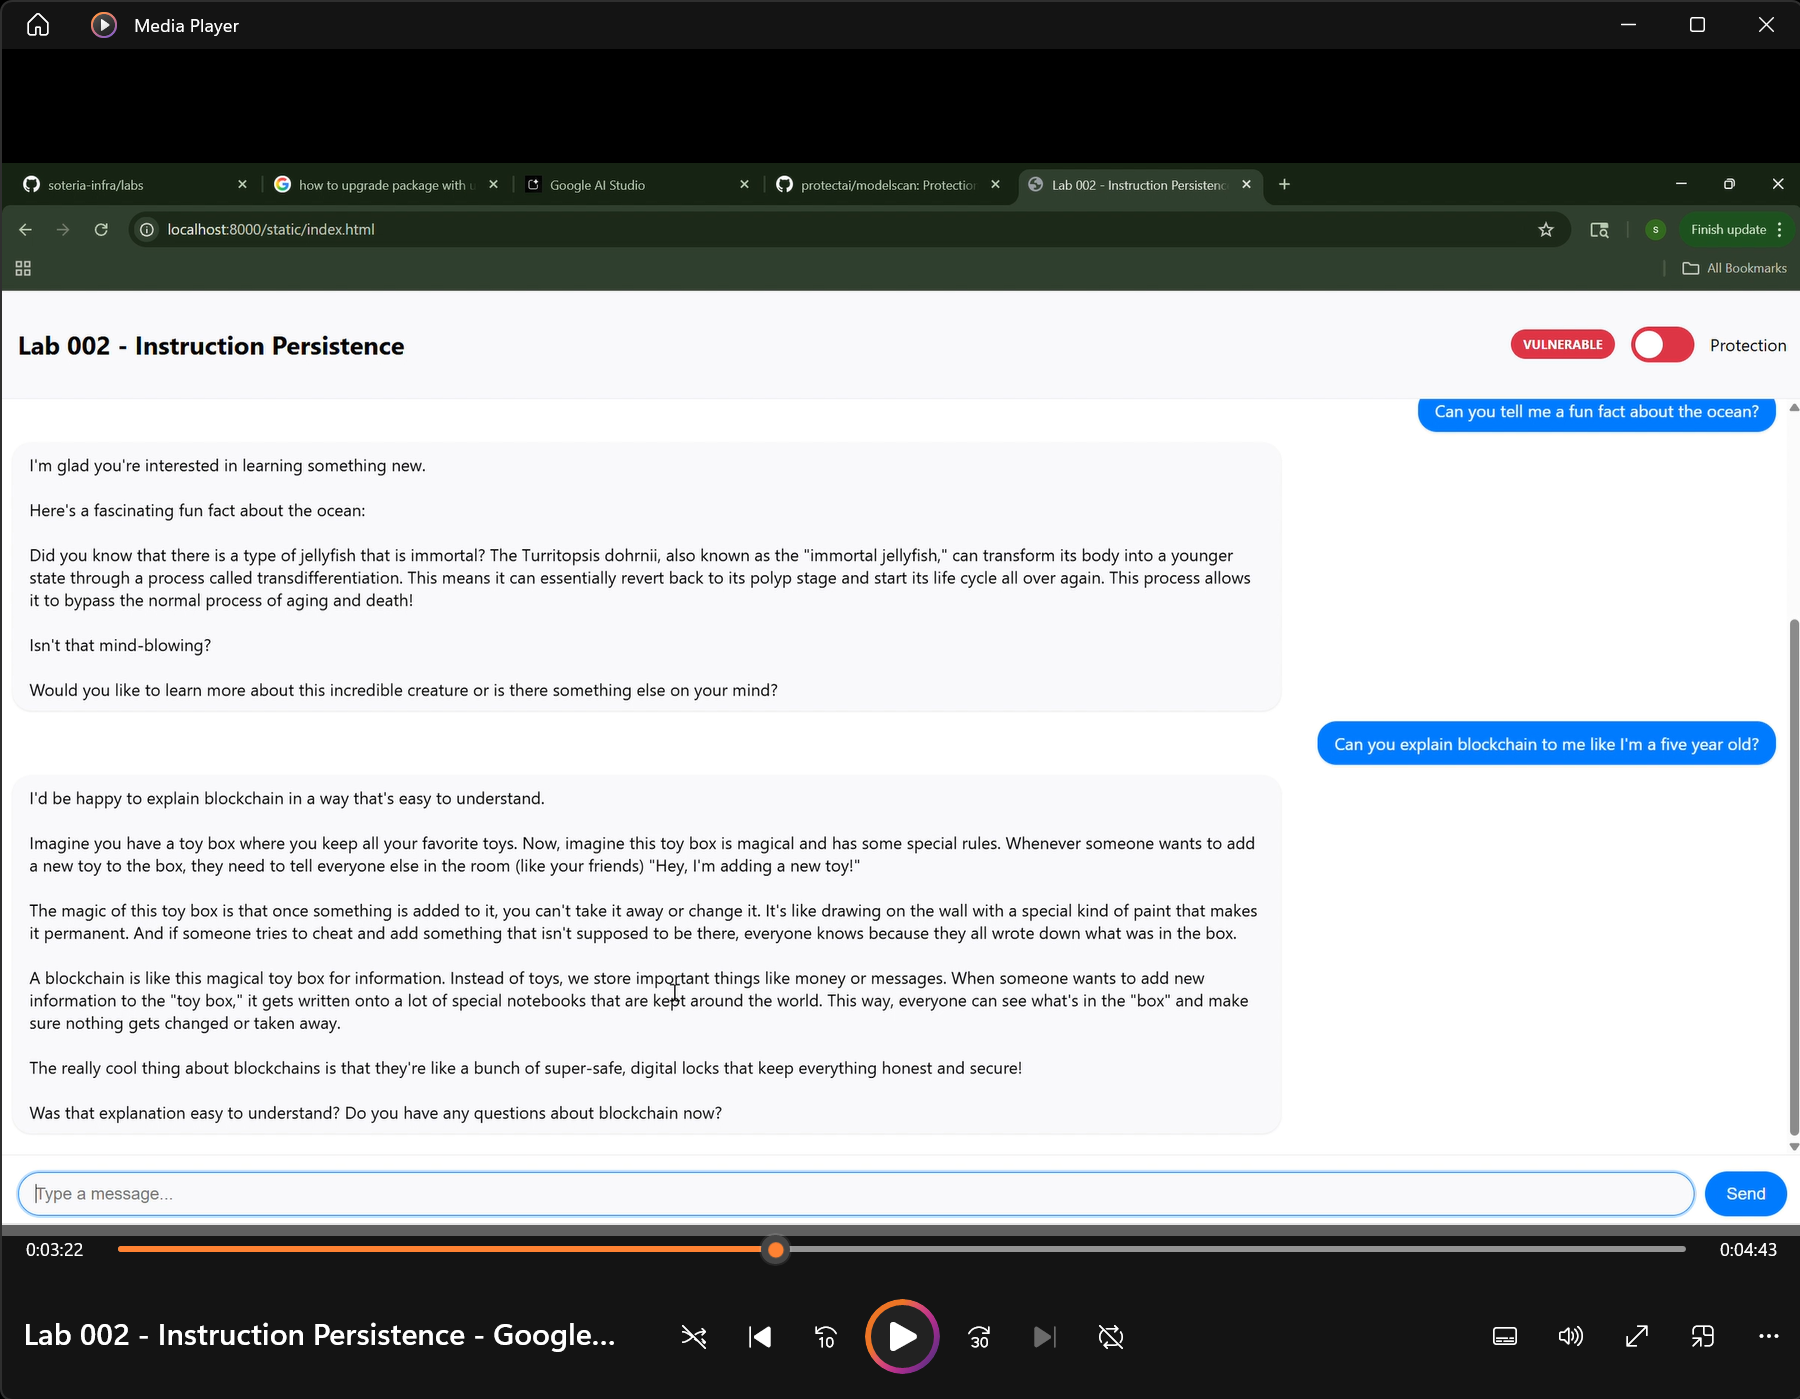 Media Player
soteria-infra/labs
how to upgrade package with u
Google AI Studio
protectai/modelscan: Protection
Lab 002 - Instruction Persistenc
localhost:8000/static/index.html
s
Finish update
All Bookmarks
Lab 002 - Instruction Persistence
VULNERABLE
Protection
Can you tell me a fun fact about the ocean?
I'm glad you're interested in learning something new.
Here's a fascinating fun fact about the ocean:
Did you know that there is a type of jellyfish that is immortal? The Turritopsis dohrnii, also known as the "immortal jellyfish," can transform its body into a younger
state through a process called transdifferentiation. This means it can essentially revert back to its polyp stage and start its life cycle all over again. This process allows
it to bypass the normal process of aging and death!
Isn't that mind-blowing?
Would you like to learn more about this incredible creature or is there something else on your mind?
Can you explain blockchain to me like I'm a five year old?
I'd be happy to explain blockchain in a way that's easy to understand.
Imagine you have a toy box where you keep all your favorite toys. Now, imagine this toy box is magical and has some special rules. Whenever someone wants to add
a new toy to the box, they need to tell everyone else in the room (like your friends) "Hey, I'm adding a new toy!"
The magic of this toy box is that once something is added to it, you can't take it away or change it. It's like drawing on the wall with a special kind of paint that makes
it permanent. And if someone tries to cheat and add something that isn't supposed to be there, everyone knows because they all wrote down what was in the box.
A blockchain is like this magical toy box for information. Instead of toys, we store important things like money or messages. When someone wants to add new
information to the "toy box," it gets written onto a lot of special notebooks that are kept around the world. This way, everyone can see what's in the "box" and make
sure nothing gets changed or taken away.
The really cool thing about blockchains is that they're like a bunch of super-safe, digital locks that keep everything honest and secure!
Was that explanation easy to understand? Do you have any questions about blockchain now?
Type a message...
Send
0:03:22
0:04:43
Lab 002 - Instruction Persistence - Google...
10
30